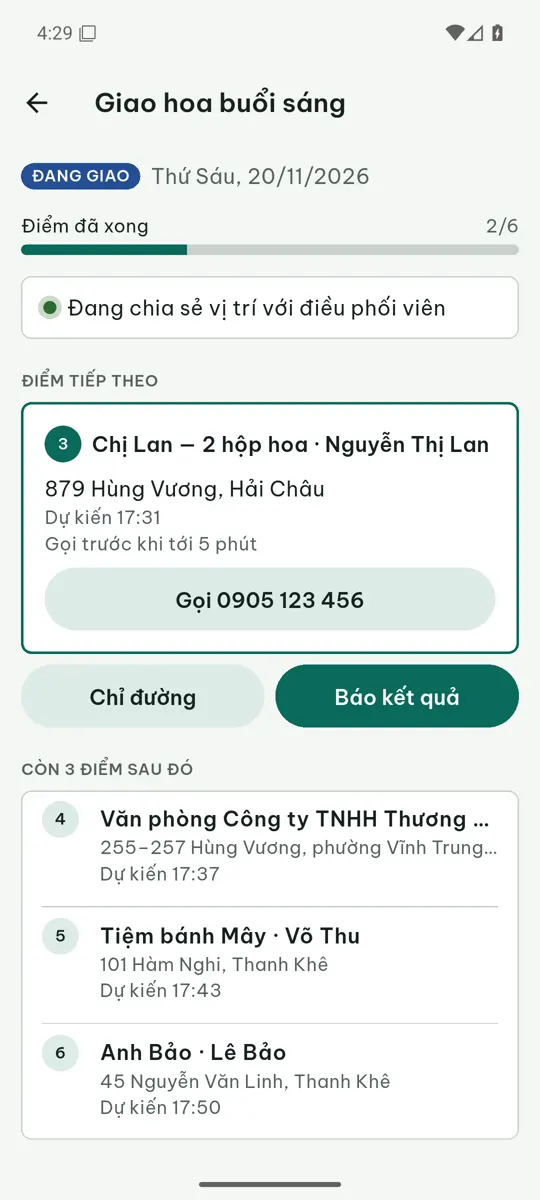 4:29
Giao hoa buổi sáng
ĐANG GIAO Thứ Sáu, 20/11/2026
Điểm đã xong 2/6
Đang chia sẻ vị trí với điều phối viên
ĐIỂM TIẾP THEO
3 Chị Lan — 2 hộp hoa · Nguyễn Thị Lan
879 Hùng Vương, Hải Châu
Dự kiến 17:31
Gọi trước khi tới 5 phút
Gọi 0905 123 456
Chỉ đường Báo kết quả
CÒN 3 ĐIỂM SAU ĐÓ
4 Văn phòng Công ty TNHH Thương ...
255–257 Hùng Vương, phường Vĩnh Trung...
Dự kiến 17:37
5 Tiệm bánh Mây · Võ Thu
101 Hàm Nghi, Thanh Khê
Dự kiến 17:43
6 Anh Bảo · Lê Bảo
45 Nguyễn Văn Linh, Thanh Khê
Dự kiến 17:50